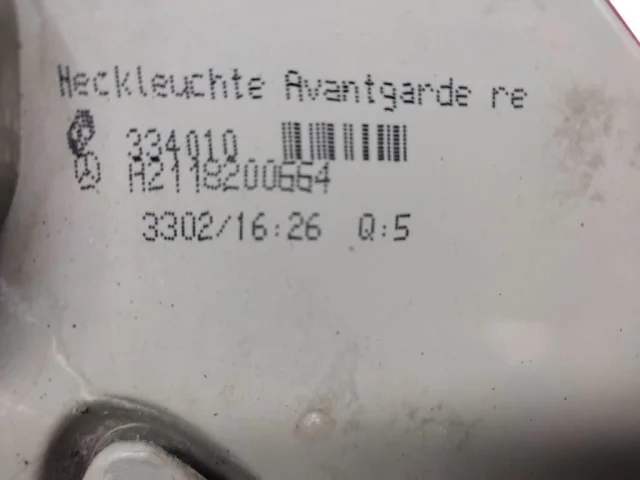 Heckleuchte Avantgarde re
334010
A2118200664
3302/16:26 Q:5